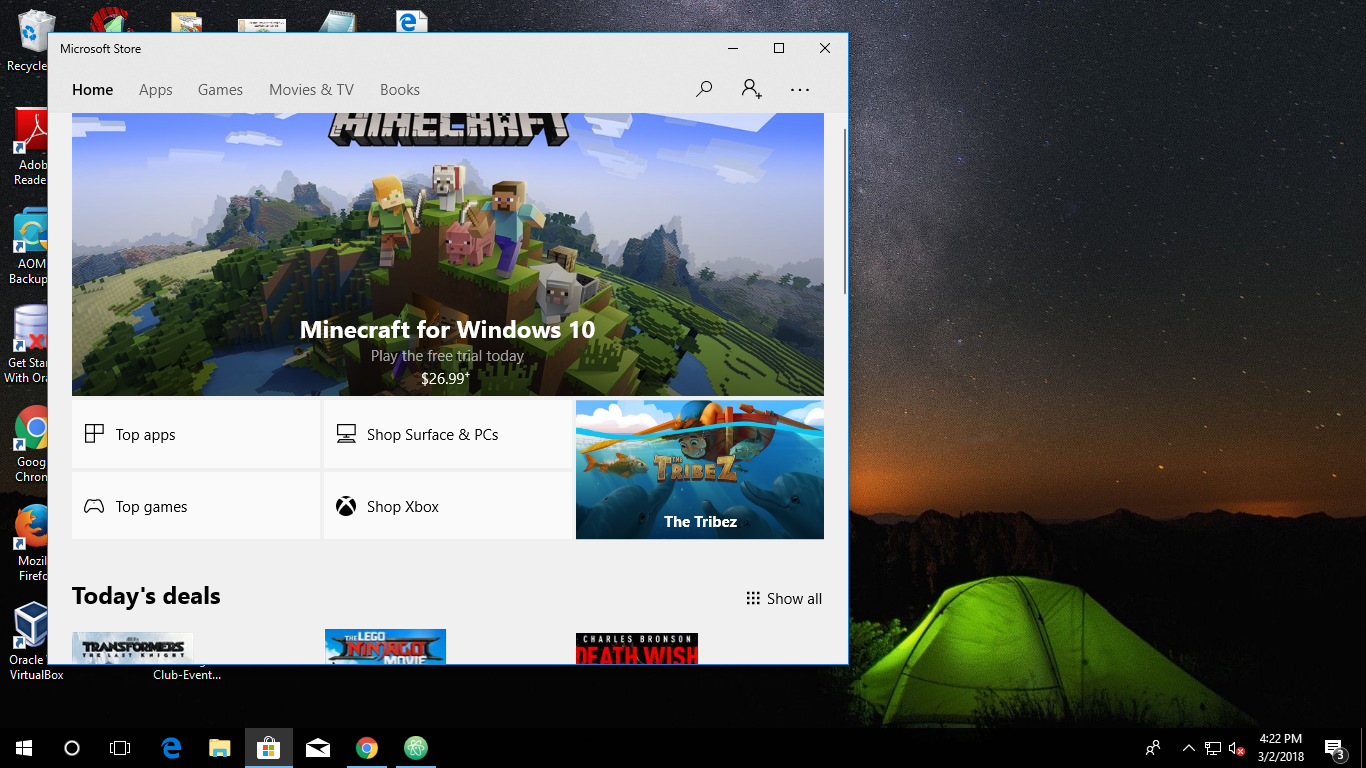 Recycle
Microsoft Store
Home
Apps
Games
Movies & TV
Books
MINECRAFT
Adob
Reade
AOM
Backup
Minecraft for Windows 10
Play the free trial today
$26.99+
Get Star
With Ora
Top apps
Shop Surface & PCs
THE
TRIBEZ
Googl
Chron
Top games
Shop Xbox
The Tribez
Mozil
Firefo
Today's deals
Show all
TRANSFORMERS
THE LAST KNIGHT
THE LEGO
NINJAGO
MOVIE
CHARLES BRONSON
DEATH WISH
Oracle
VirtualBox
Club-Event...
4:22 PM
3/2/2018
3